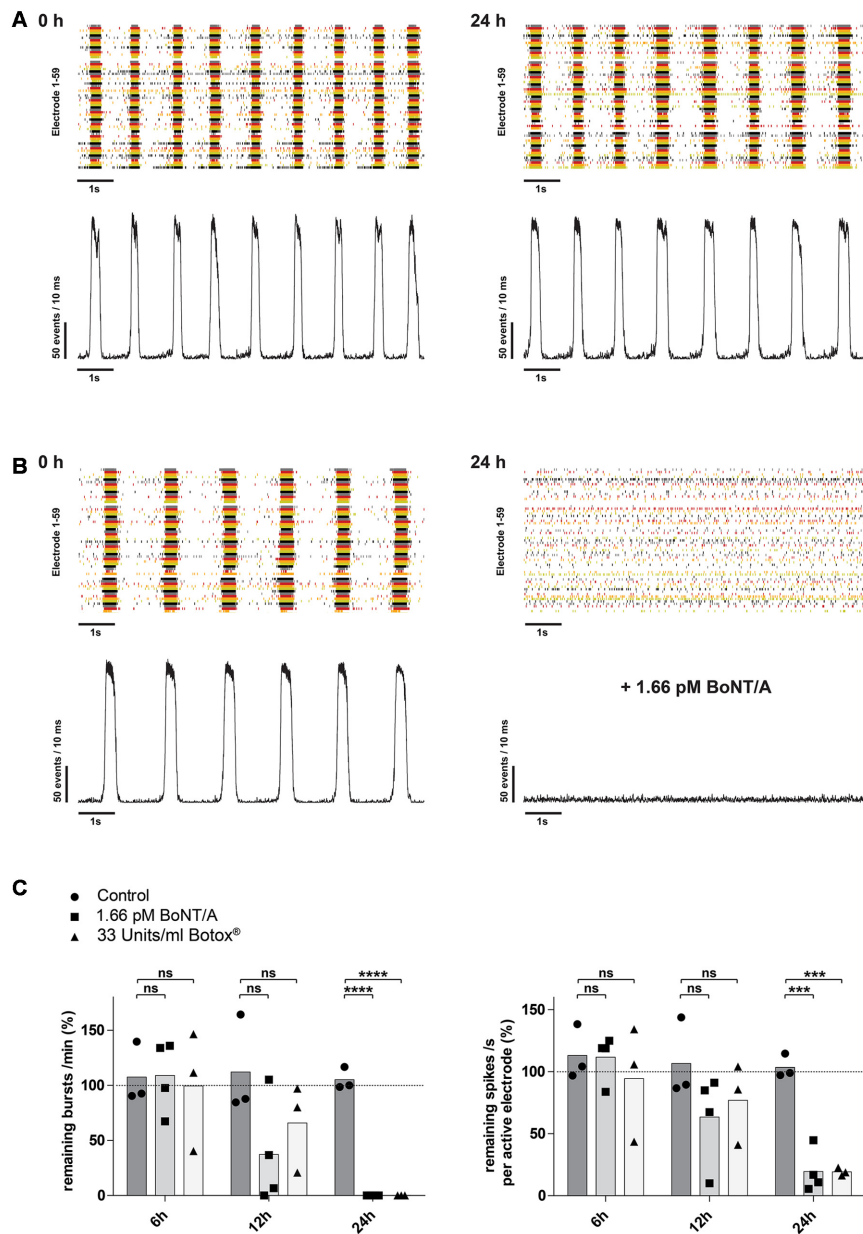 A
0 h
24 h
Electrode 1-59
1s
1s
50 events / 10 ms
50 events / 10 ms
1s
1s
B
0 h
24 h
Electrode 1-59
Electrode 1-59
1s
1s
+ 1.66 pM BoNT/A
50 events / 10 ms
50 events / 10 ms
1s
1s
C
Control
1.66 pM BoNT/A
33 Units/ml Botox®
ns
ns
ns
ns
****
****
remaining bursts /min (%)
150
100
50
0
6h
12h
24h
ns
ns
ns
ns
***
***
remaining spikes /s
per active electrode (%)
150
100
50
0
6h
12h
24h